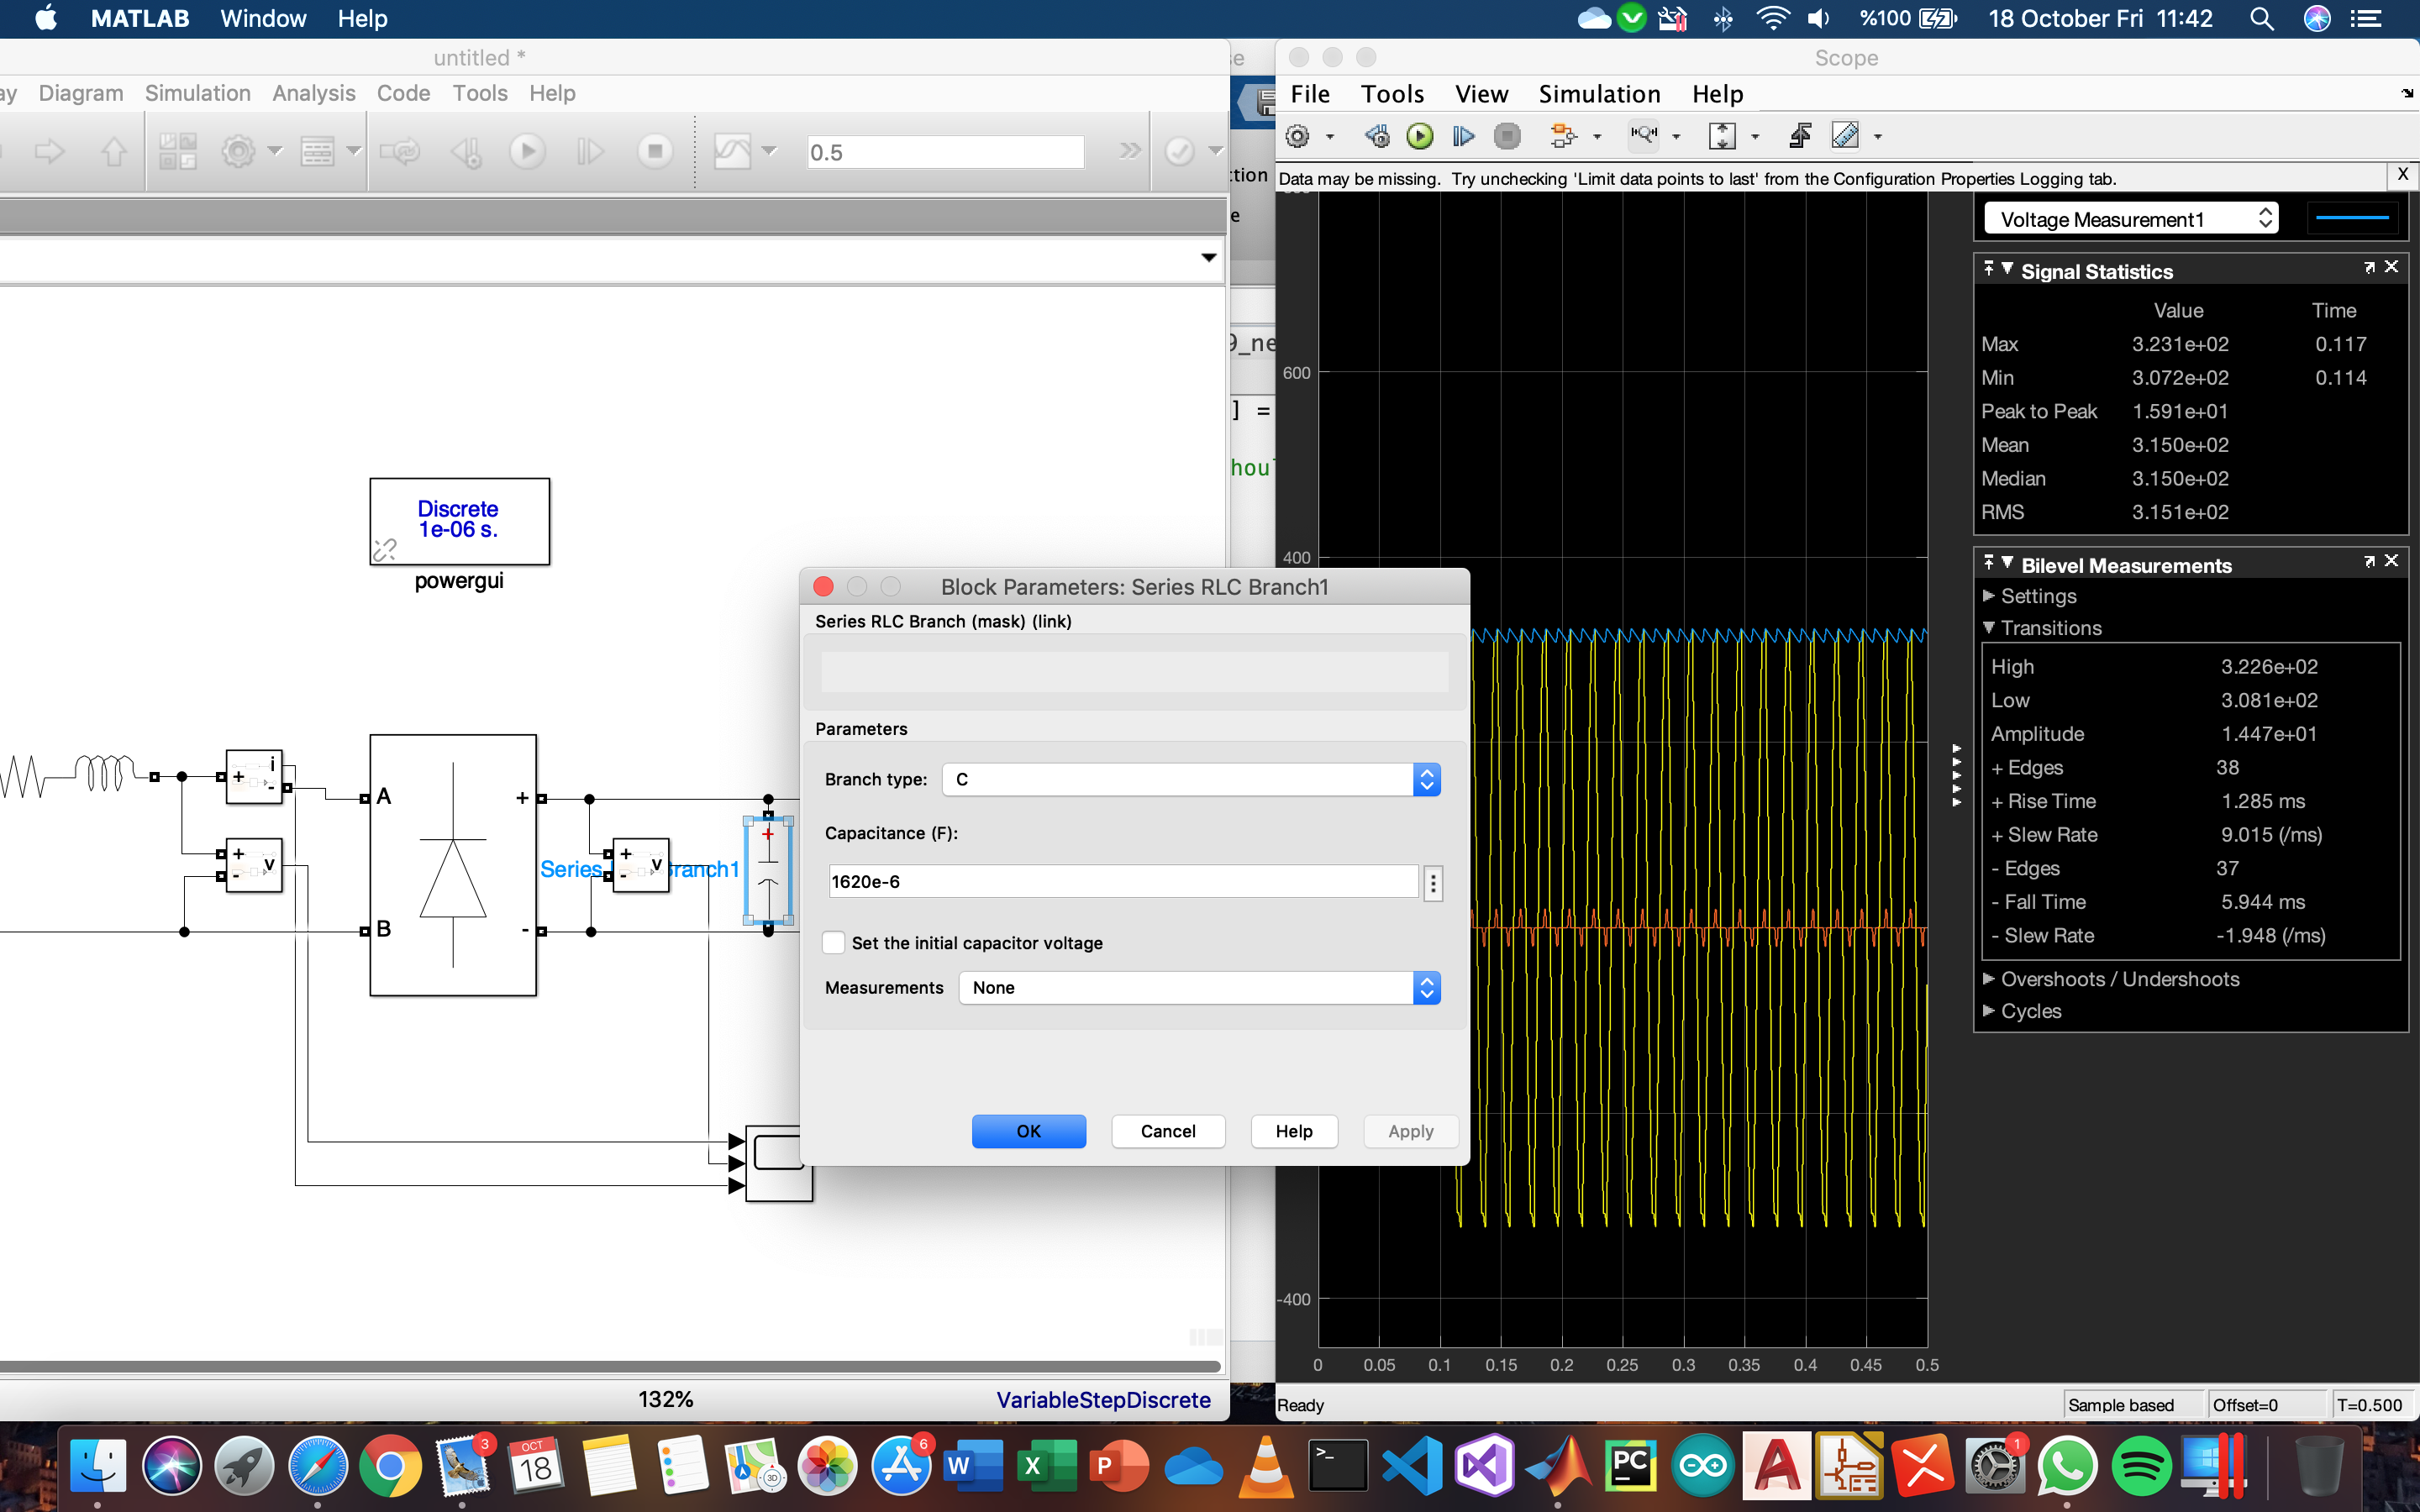 MATLAB Window Help
%100 18 October Fri 11:42
untitled *
ay Diagram Simulation Analysis Code Tools Help
0.5
Discrete
1e-06 s.
powergui
i
+
-
A
+
+
v
-
Series
Branch1
+
v
-
+
B
-
132%
VariableStepDiscrete
e
tion
e
9_ne
] =
houl
Block Parameters: Series RLC Branch1
Series RLC Branch (mask) (link)
Parameters
Branch type: C
Capacitance (F):
1620e-6
Set the initial capacitor voltage
Measurements None
OK Cancel Help Apply
Scope
File Tools View Simulation Help
Data may be missing. Try unchecking 'Limit data points to last' from the Configuration Properties Logging tab.
X
600
400
-400
0 0.05 0.1 0.15 0.2 0.25 0.3 0.35 0.4 0.45 0.5
Voltage Measurement1
Signal Statistics
Value Time
Max 3.231e+02 0.117
Min 3.072e+02 0.114
Peak to Peak 1.591e+01
Mean 3.150e+02
Median 3.150e+02
RMS 3.151e+02
Bilevel Measurements
Settings
Transitions
High 3.226e+02
Low 3.081e+02
Amplitude 1.447e+01
+ Edges 38
+ Rise Time 1.285 ms
+ Slew Rate 9.015 (/ms)
- Edges 37
- Fall Time 5.944 ms
- Slew Rate -1.948 (/ms)
Overshoots / Undershoots
Cycles
Ready
Sample based Offset=0 T=0.500
3
OCT
18
3D
6
W
X
P
>_
PC
A
1